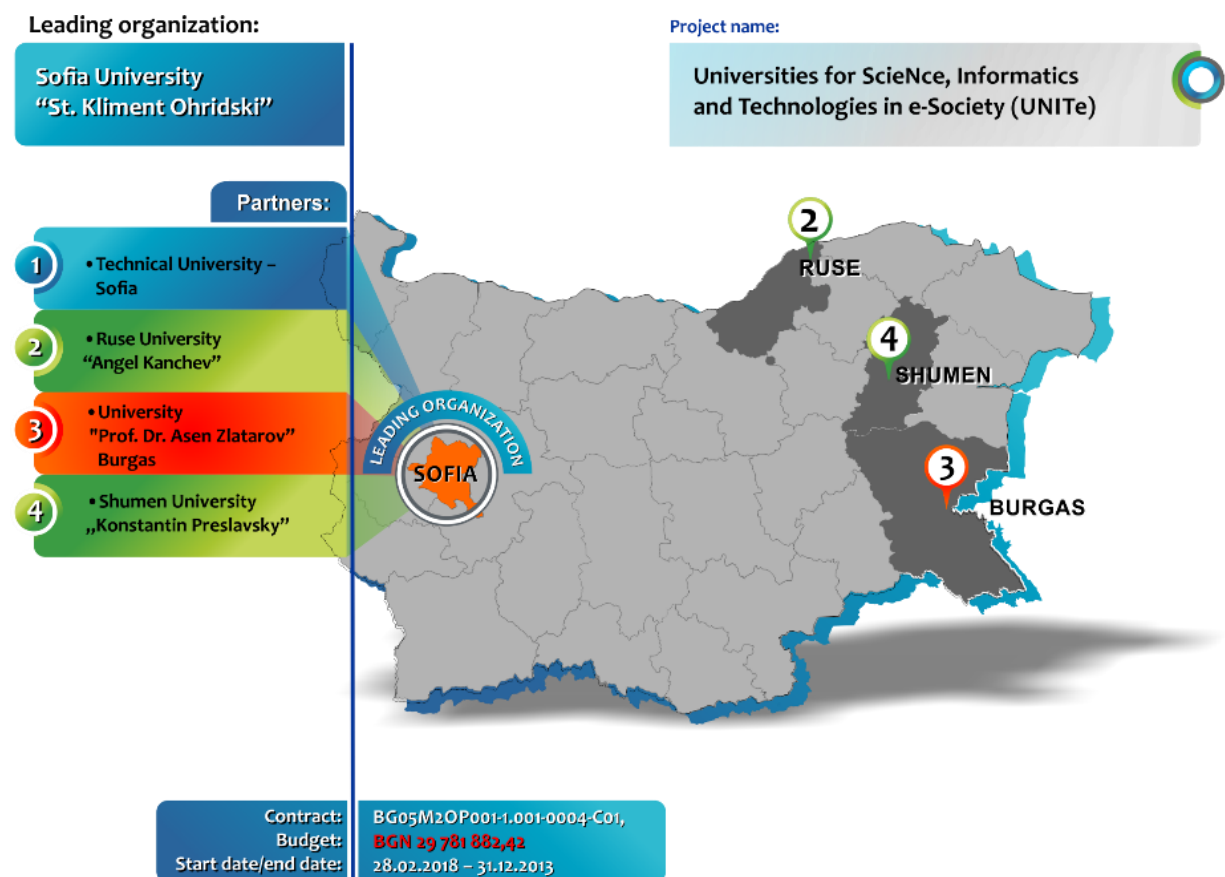 Leading organization:
Sofia University
“St. Kliment Ohridski”
Project name:
Universities for ScieNce, Informatics
and Technologies in e-Society (UNITe)
Partners:
1
• Technical University –
Sofia
2
• Ruse University
“Angel Kanchev”
3
• University
"Prof. Dr. Asen Zlatarov”
Burgas
4
• Shumen University
„Konstantin Preslavsky”
LEADING ORGANIZATION
SOFIA
2
RUSE
4
SHUMEN
3
BURGAS
Contract: BG05M2OP001-1.001-0004-C01,
Budget: BGN 29 781 882,42
Start date/end date: 28.02.2018 – 31.12.2013